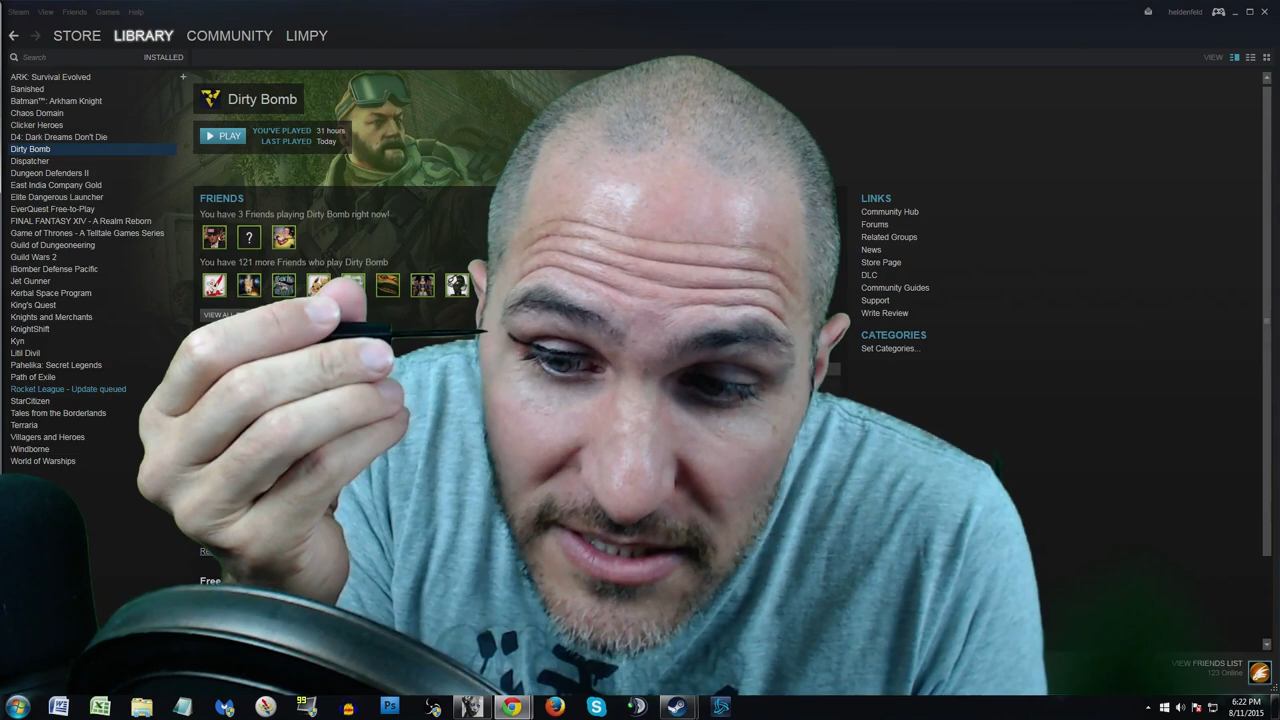 Steam View Friends Games Help
heldenfeld
STORE LIBRARY COMMUNITY LIMPY
Search INSTALLED
VIEW
ARK: Survival Evolved
Banished
Batman™: Arkham Knight
Chaos Domain
Clicker Heroes
D4: Dark Dreams Don't Die
Dirty Bomb
Dispatcher
Dungeon Defenders II
East India Company Gold
Elite Dangerous Launcher
EverQuest Free-to-Play
FINAL FANTASY XIV - A Realm Reborn
Game of Thrones - A Telltale Games Series
Guild of Dungeoneering
Guild Wars 2
iBomber Defense Pacific
Jet Gunner
Kerbal Space Program
King's Quest
Knights and Merchants
KnightShift
Kyn
Litil Divil
Pahelika: Secret Legends
Path of Exile
Rocket League - Update queued
StarCitizen
Tales from the Borderlands
Terraria
Villagers and Heroes
Windborne
World of Warships
Dirty Bomb
PLAY
YOU'VE PLAYED 31 hours
LAST PLAYED Today
FRIENDS
You have 3 Friends playing Dirty Bomb right now!
?
You have 121 more Friends who play Dirty Bomb
VIEW
Free
LINKS
Community Hub
Forums
Related Groups
News
Store Page
DLC
Community Guides
Support
Write Review
CATEGORIES
Set Categories...
VIEW FRIENDS LIST
123 Online
99
Ps
6:22 PM
8/11/2015